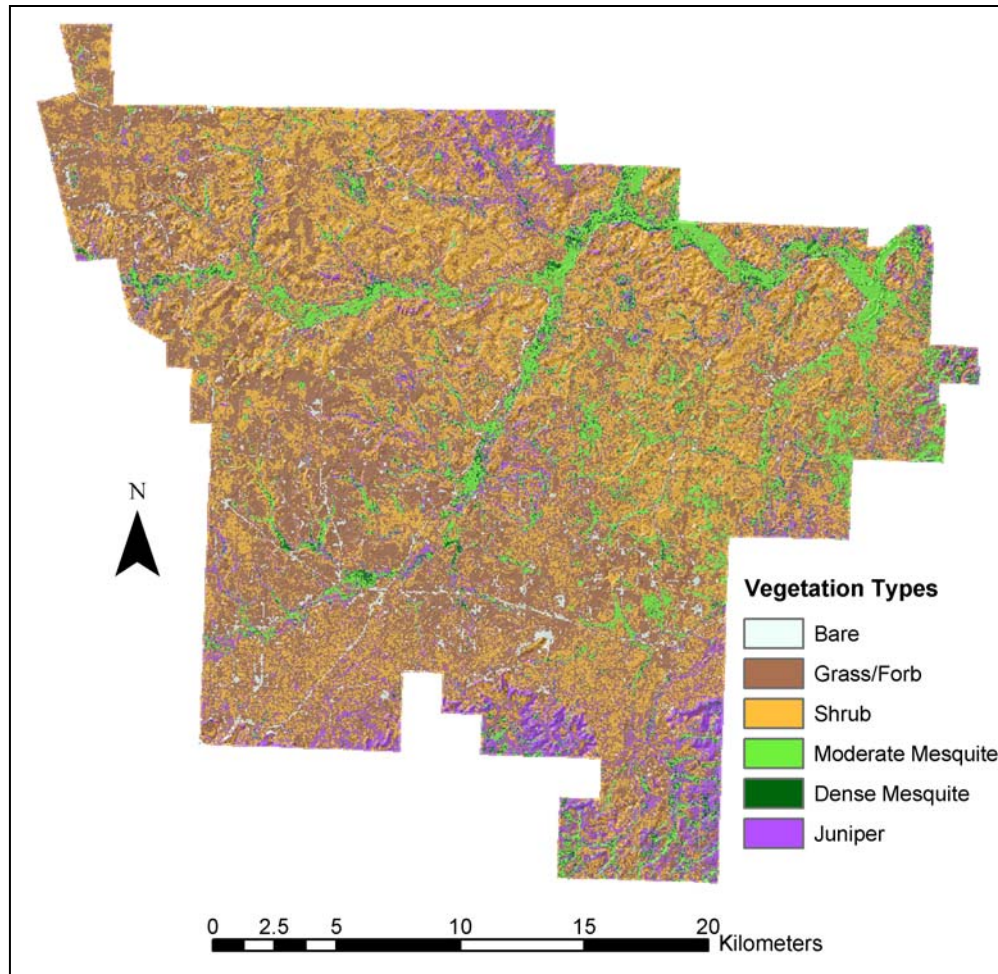 N
Vegetation Types
Bare
Grass/Forb
Shrub
Moderate Mesquite
Dense Mesquite
Juniper
0 2.5 5 10 15 20
Kilometers